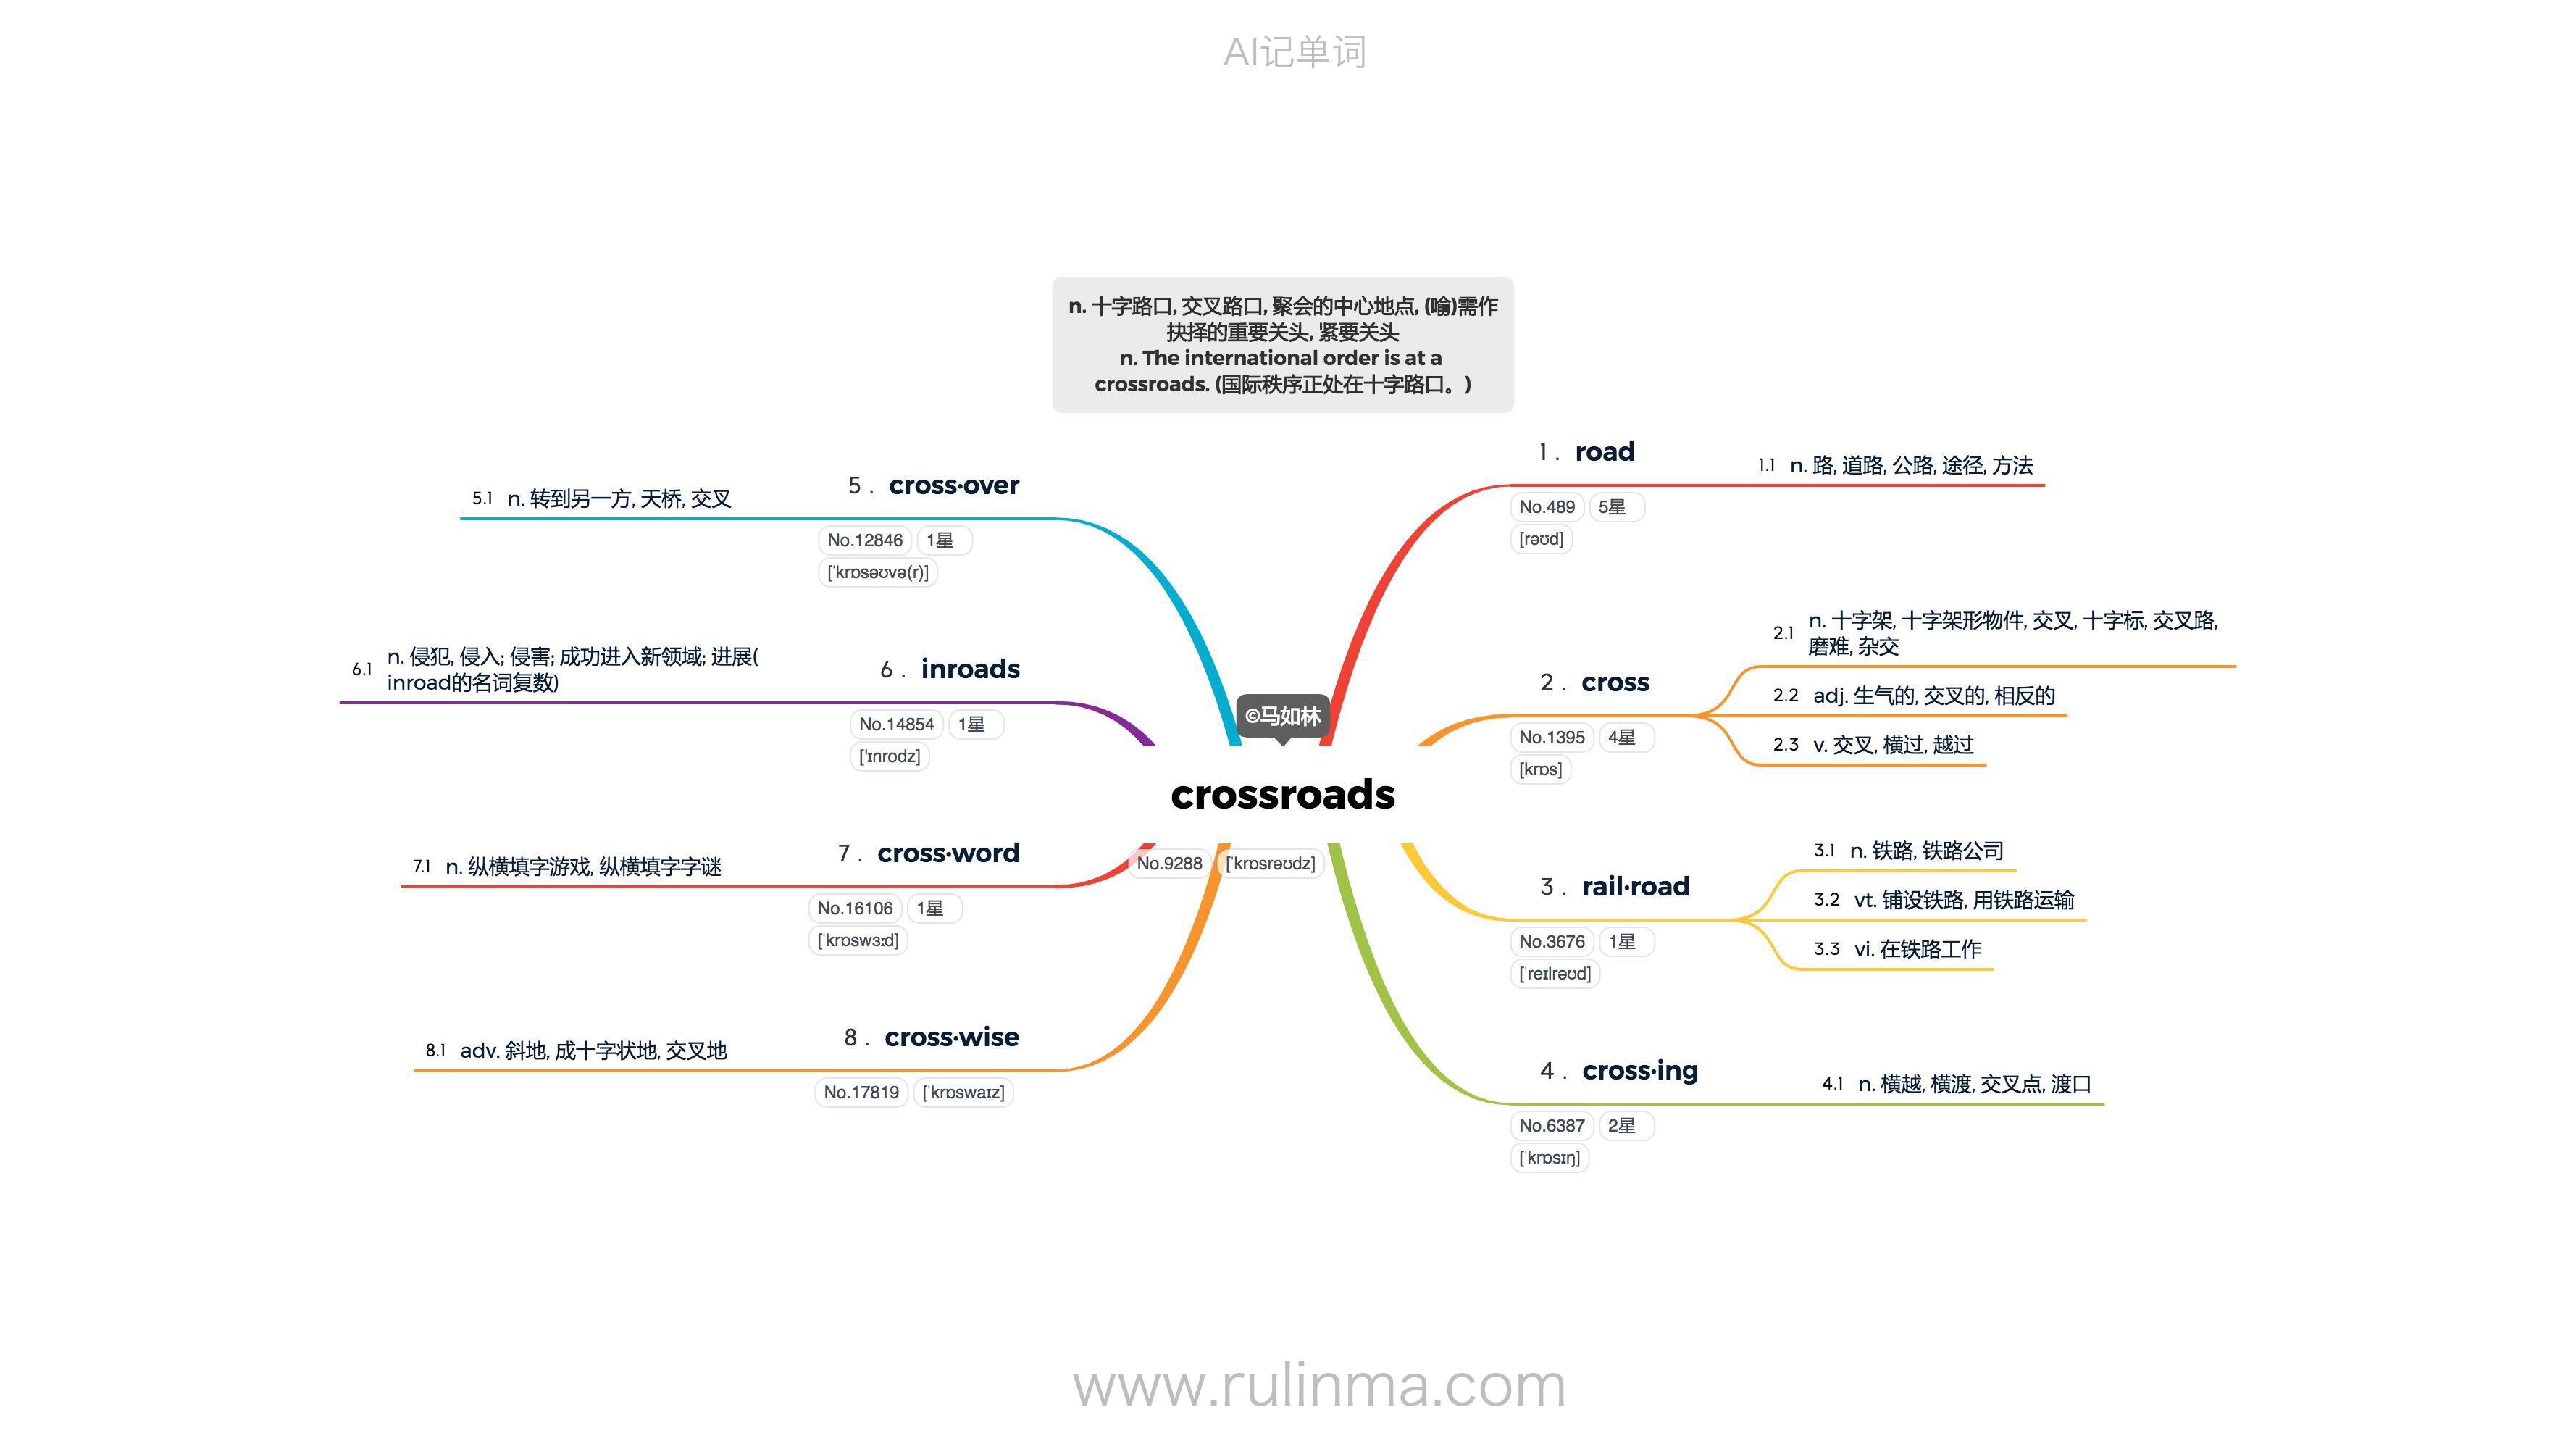 AI记单词
n. 十字路口, 交叉路口, 聚会的中心地点, (喻)需作
抉择的重要关头, 紧要关头
n. The international order is at a
crossroads. (国际秩序正处在十字路口。)
©马如林
crossroads
No.9288 [ˈkrɒsrəʊdz]
1 . road
No.489 5星
[rəʊd]
1.1 n. 路, 道路, 公路, 途径, 方法
2 . cross
No.1395 4星
[krɒs]
2.1 n. 十字架, 十字架形物件, 交叉, 十字标, 交叉路,
磨难, 杂交
2.2 adj. 生气的, 交叉的, 相反的
2.3 v. 交叉, 横过, 越过
3 . rail·road
No.3676 1星
[ˈreɪlrəʊd]
3.1 n. 铁路, 铁路公司
3.2 vt. 铺设铁路, 用铁路运输
3.3 vi. 在铁路工作
4 . cross·ing
No.6387 2星
[ˈkrɒsɪŋ]
4.1 n. 横越, 横渡, 交叉点, 渡口
5 . cross·over
No.12846 1星
[ˈkrɒsəʊvə(r)]
5.1 n. 转到另一方, 天桥, 交叉
6 . inroads
No.14854 1星
['ɪnrodz]
6.1 n. 侵犯, 侵入; 侵害; 成功进入新领域; 进展(
inroad的名词复数)
7 . cross·word
No.16106 1星
[ˈkrɒswɜːd]
7.1 n. 纵横填字游戏, 纵横填字字谜
8 . cross·wise
No.17819 [ˈkrɒswaɪz]
8.1 adv. 斜地, 成十字状地, 交叉地
www.rulinma.com